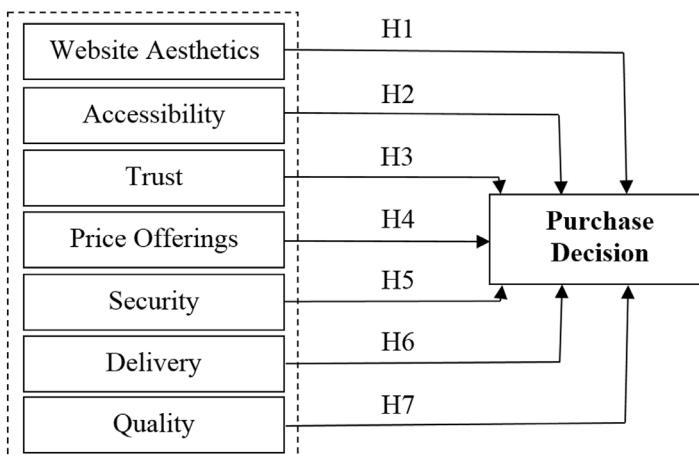 Website Aesthetics
H1
Accessibility
H2
Trust
H3
Price Offerings
H4
Security
H5
Delivery
H6
Quality
H7
Purchase
Decision